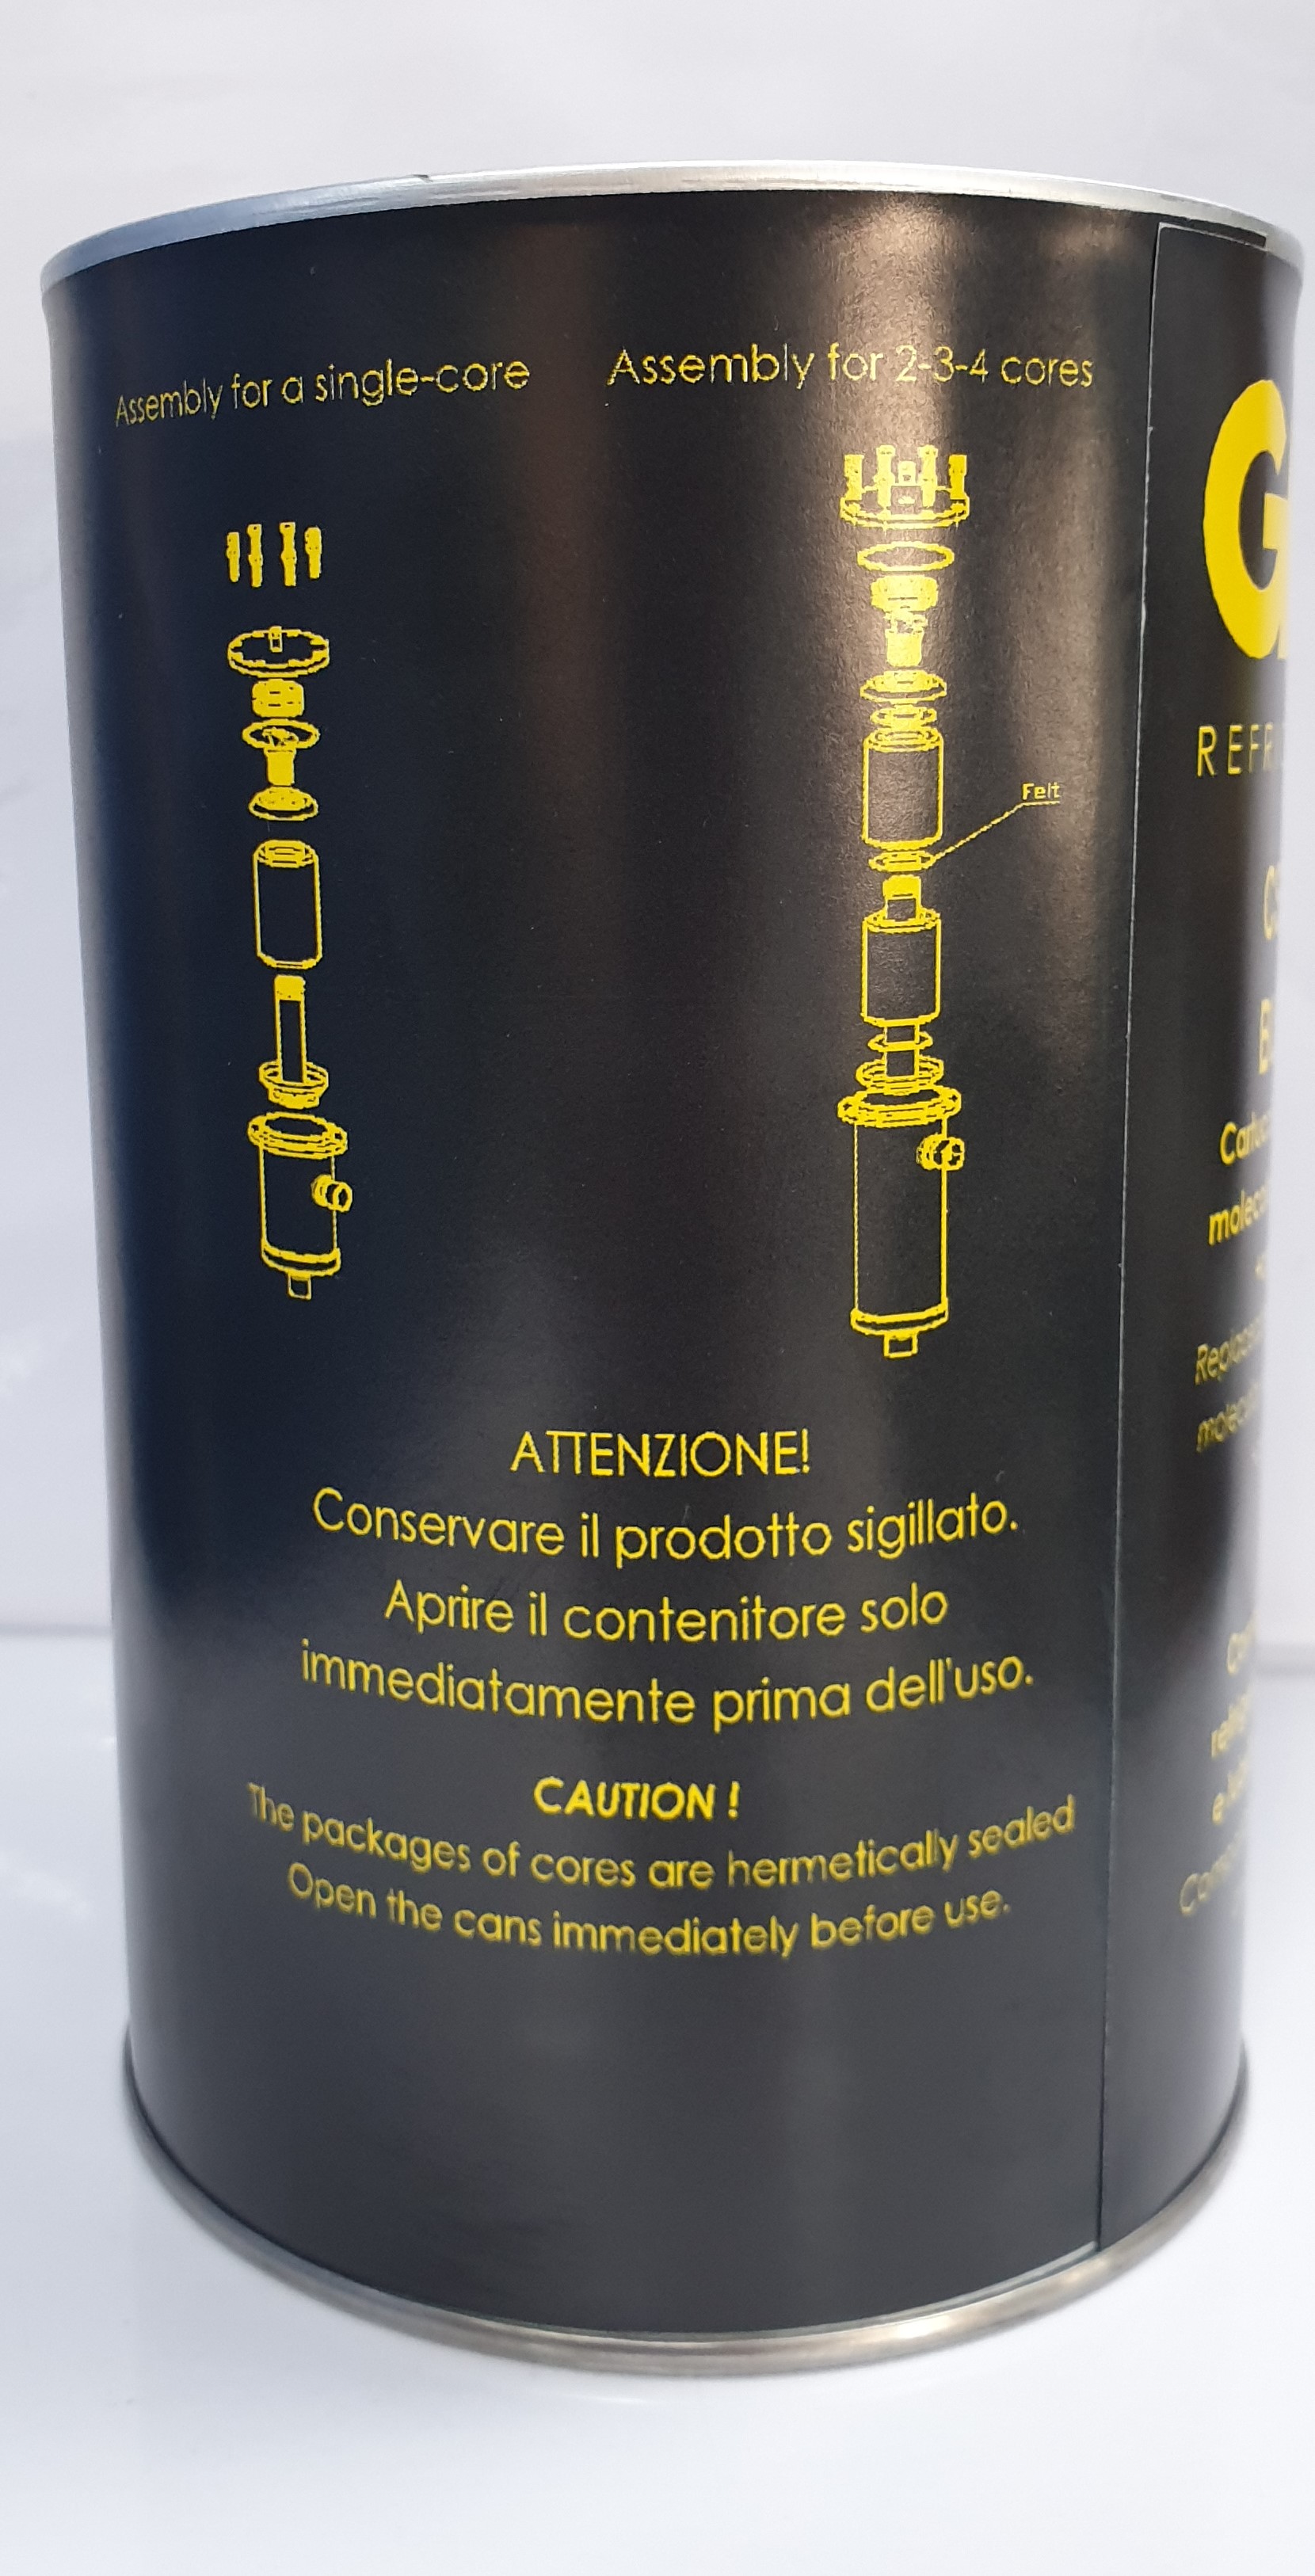 Assembly for a single-core
Assembly for 2-3-4 cores
Felt
ATTENZIONE!
Conservare il prodotto sigillato.
Aprire il contenitore solo
immediatamente prima dell'uso.
CAUTION !
The packages of cores are hermetically sealed
Open the cans immediately before use.